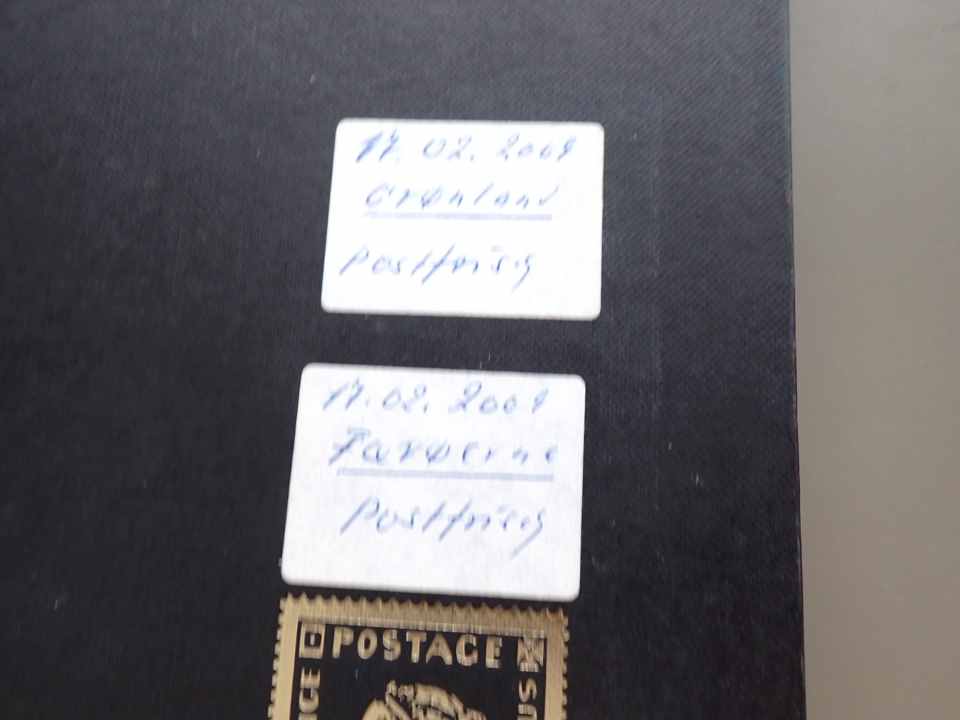 17.02.2009
Grønland
Postfrisch
17.02.2009
Færøerne
Postfrisch
POSTAGE